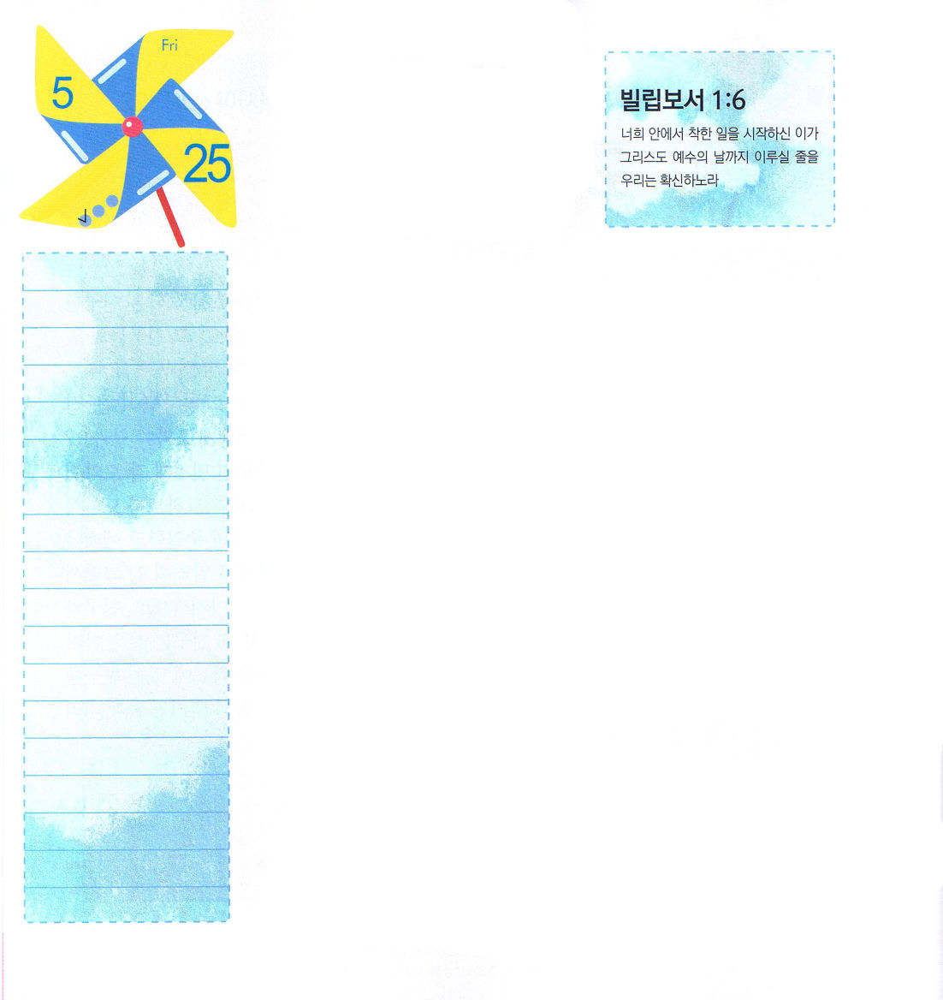 Fri
5
25
빌립보서 1:6
너희 안에서 착한 일을 시작하신 이가
그리스도 예수의 날까지 이루실 줄을
우리는 확신하노라